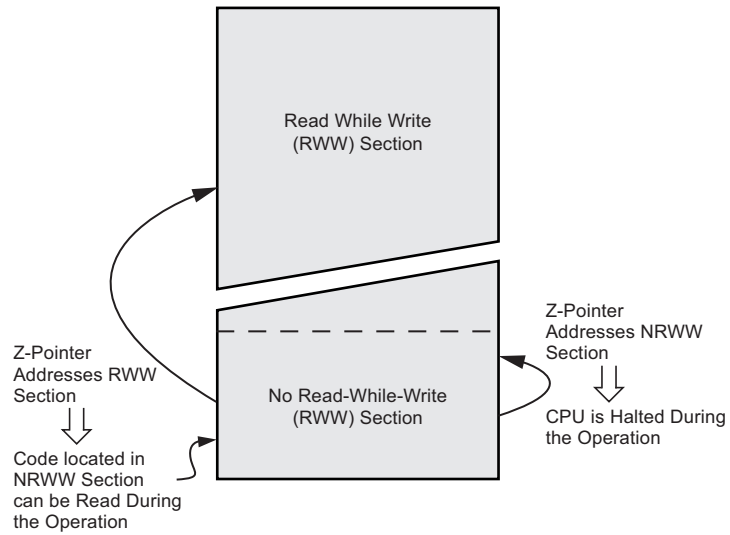 Read While Write
(RWW) Section
Z-Pointer
Addresses RWW
Section
Code located in
NRWW Section
can be Read During
the Operation
No Read-While-Write
(RWW) Section
Z-Pointer
Addresses NRWW
Section
CPU is Halted During
the Operation